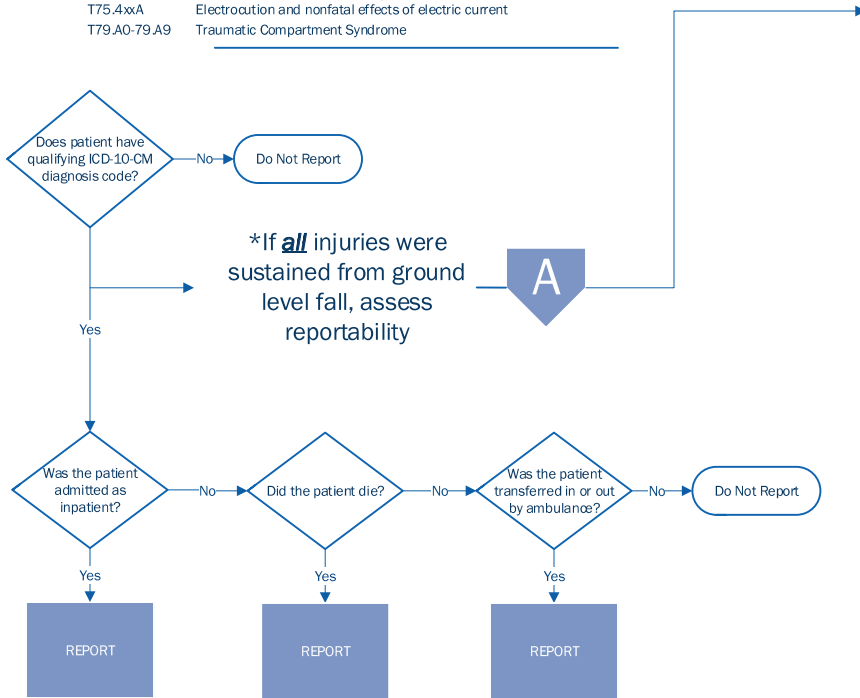 T75.4xxA Electrocution and nonfatal effects of electric current
T79.A0-79.A9 Traumatic Compartment Syndrome
Does patient have
qualifying ICD-10-CM
diagnosis code?
No
Do Not Report
*If all injuries were
sustained from ground
level fall, assess
reportability
A
Yes
Was the patient
admitted as
inpatient?
No
Did the patient die?
No
Was the patient
transferred in or out
by ambulance?
No
Do Not Report
Yes
Yes
Yes
REPORT
REPORT
REPORT